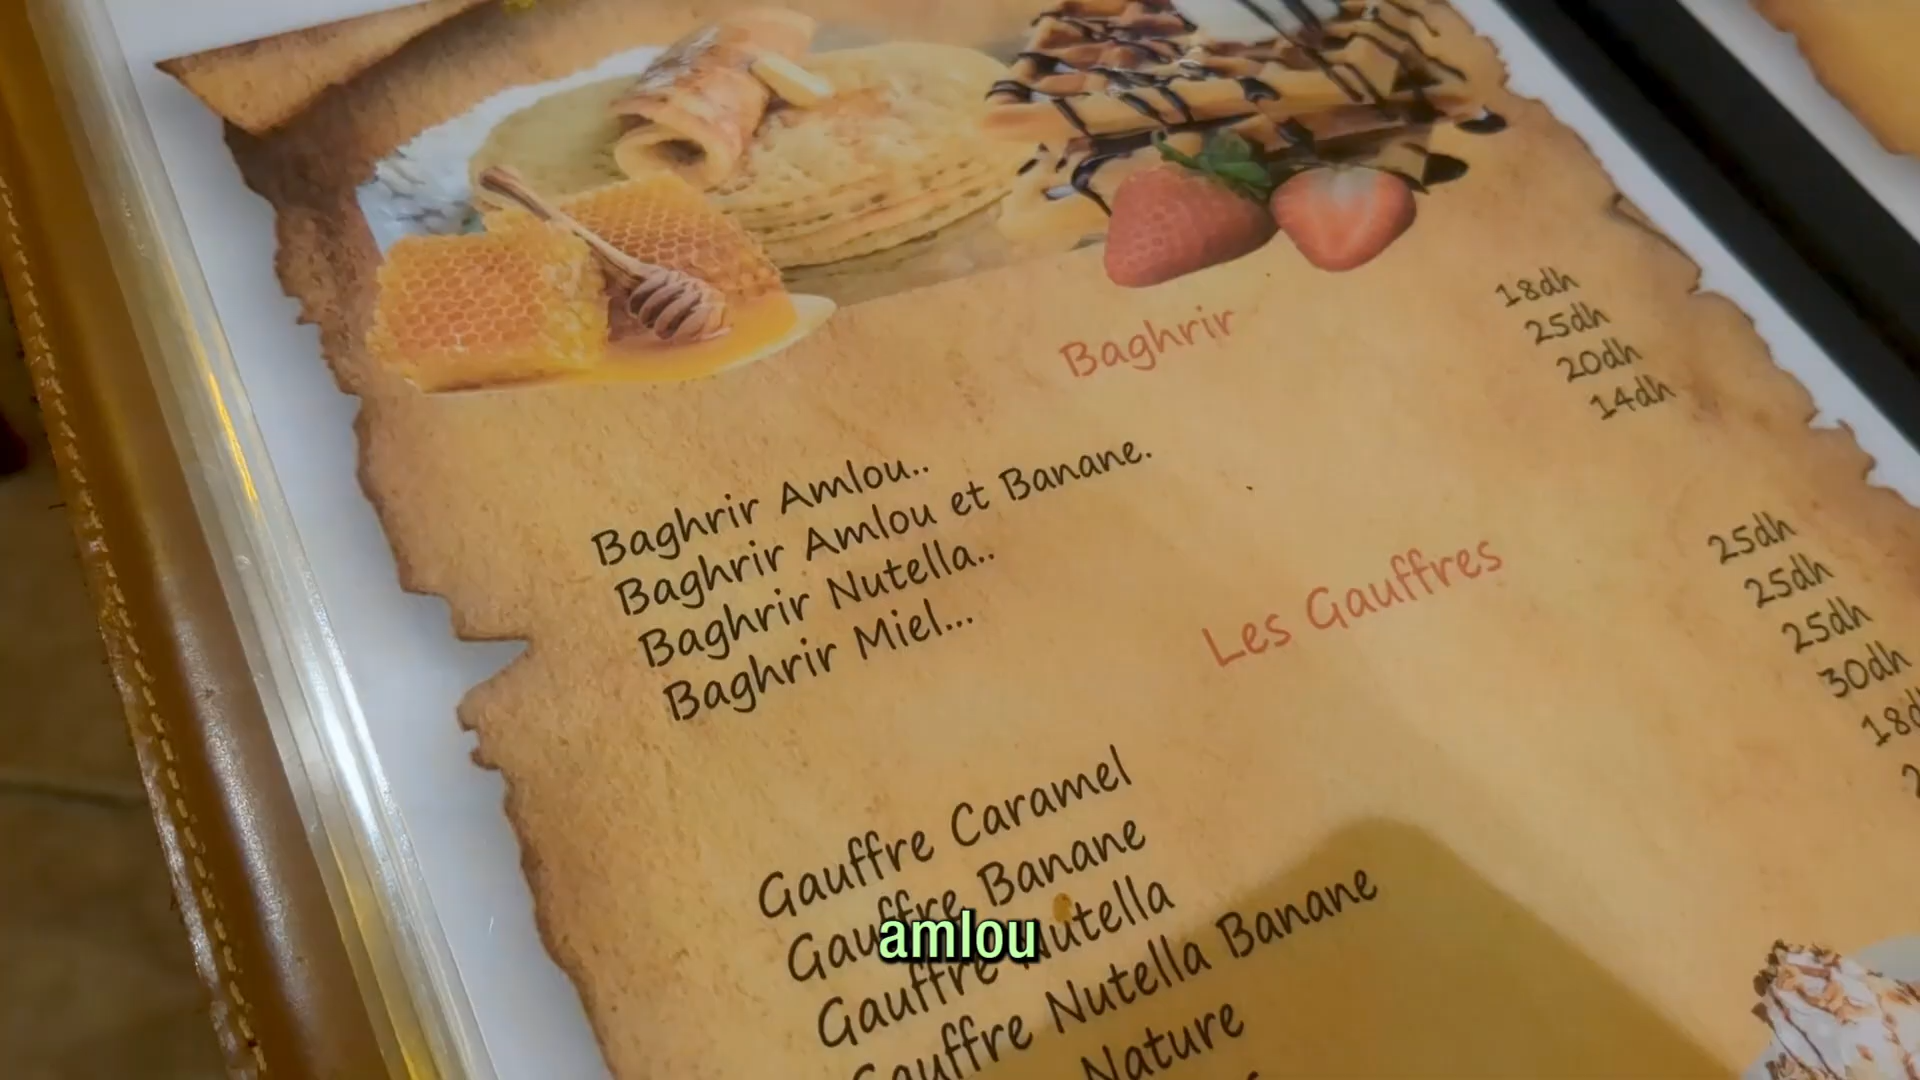 Baghrir
Baghrir Amlou.. 18dh
Baghrir Amlou et Banane. 25dh
Baghrir Nutella.. 20dh
Baghrir Miel... 14dh
Les Gauffres
Gauffre Caramel 25dh
Gauffre Banane 25dh
Gauffre Nutella 25dh
Gauffre Nutella Banane 30dh
Nature
amlou